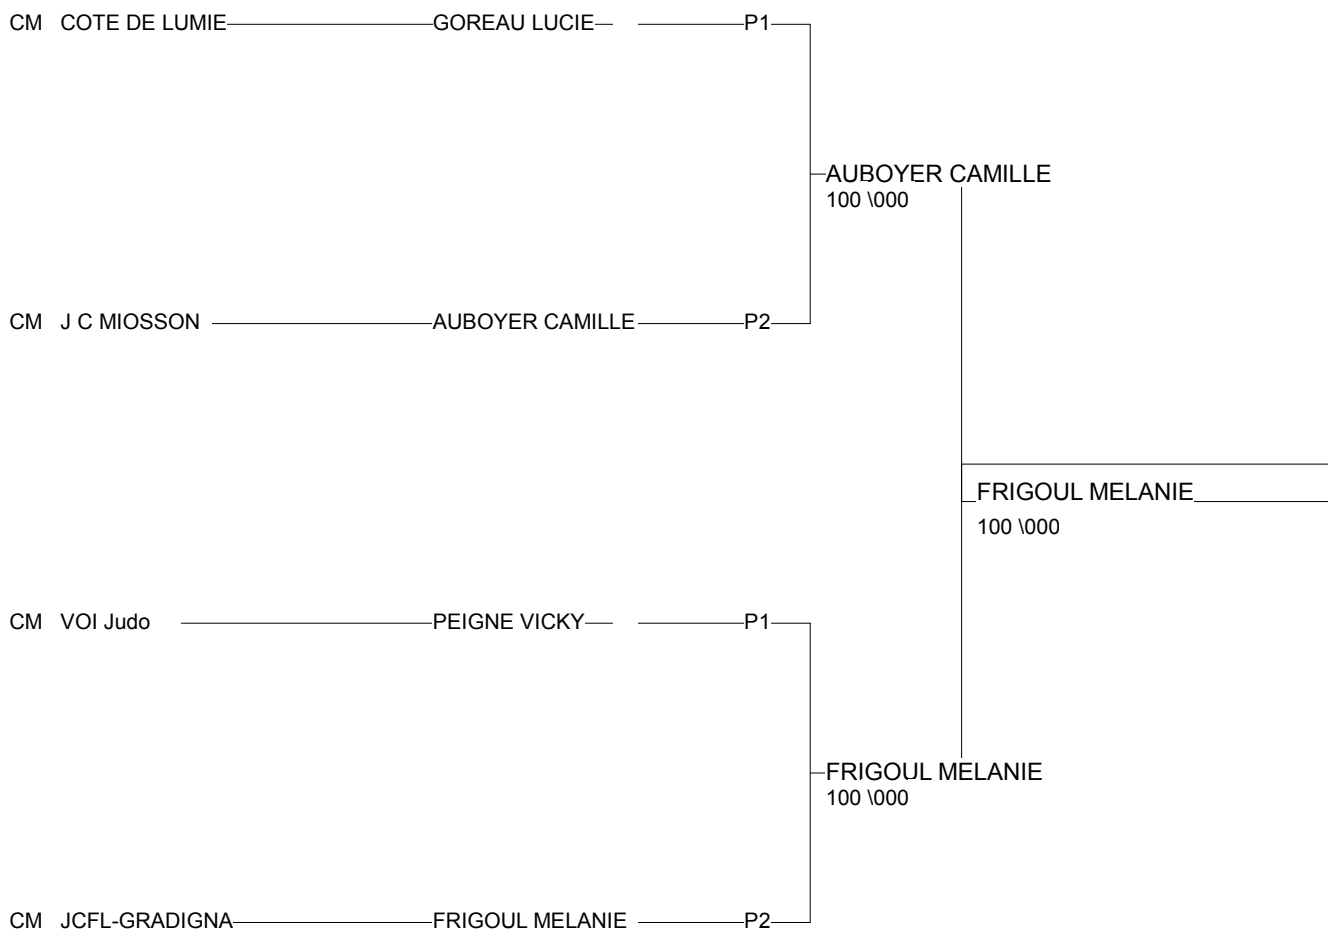 CM COTE DE LUMIE GOREAU LUCIE P1
AUBOYER CAMILLE
100 \000
CM J C MIOSSON AUBOYER CAMILLE P2
FRIGOUL MELANIE
100 \000
CM VOI Judo PEIGNE VICKY P1
FRIGOUL MELANIE
100 \000
CM JCFL-GRADIGNA FRIGOUL MELANIE P2